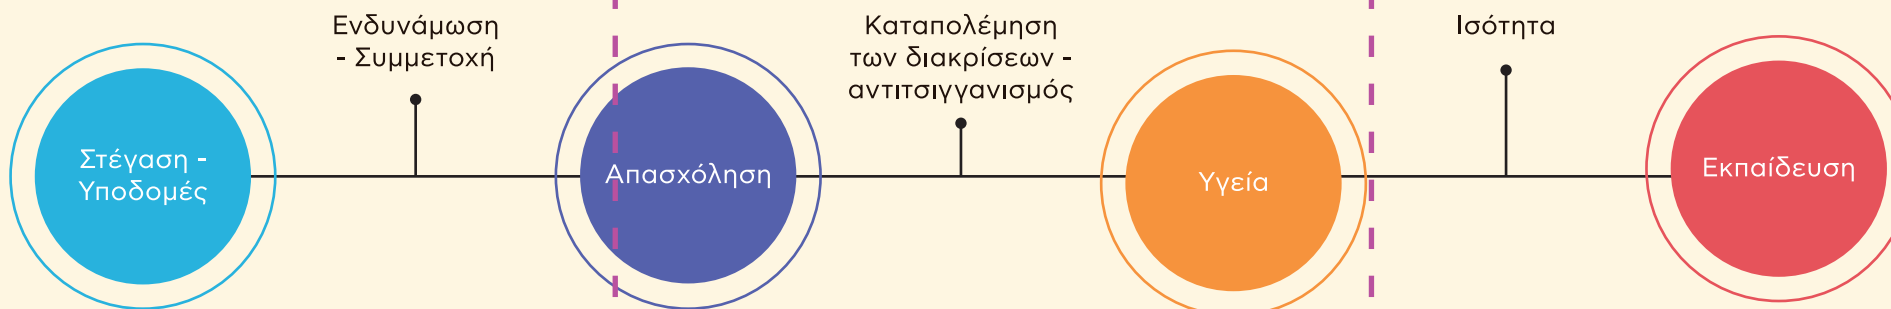 Ενδυνάμωση
- Συμμετοχή
Καταπολέμηση
των διακρίσεων -
αντιτσιγγανισμός
Ισότητα
Στέγαση -
Υποδομές
Απασχόληση
Υγεία
Εκπαίδευση